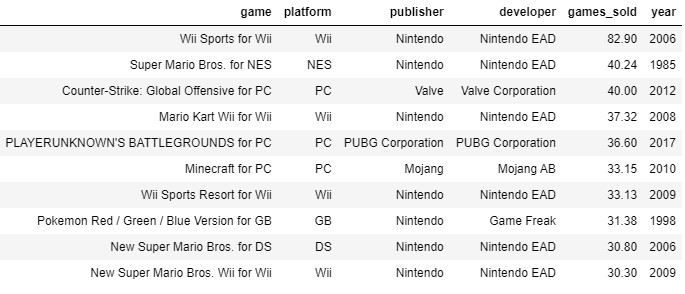 game platform publisher developer games_sold year
Wii Sports for Wii Wii Nintendo Nintendo EAD 82.90 2006
Super Mario Bros. for NES NES Nintendo Nintendo EAD 40.24 1985
Counter-Strike: Global Offensive for PC PC Valve Valve Corporation 40.00 2012
Mario Kart Wii for Wii Wii Nintendo Nintendo EAD 37.32 2008
PLAYERUNKNOWN'S BATTLEGROUNDS for PC PC PUBG Corporation PUBG Corporation 36.60 2017
Minecraft for PC PC Mojang Mojang AB 33.15 2010
Wii Sports Resort for Wii Wii Nintendo Nintendo EAD 33.13 2009
Pokemon Red / Green / Blue Version for GB GB Nintendo Game Freak 31.38 1998
New Super Mario Bros. for DS DS Nintendo Nintendo EAD 30.80 2006
New Super Mario Bros. Wii for Wii Wii Nintendo Nintendo EAD 30.30 2009